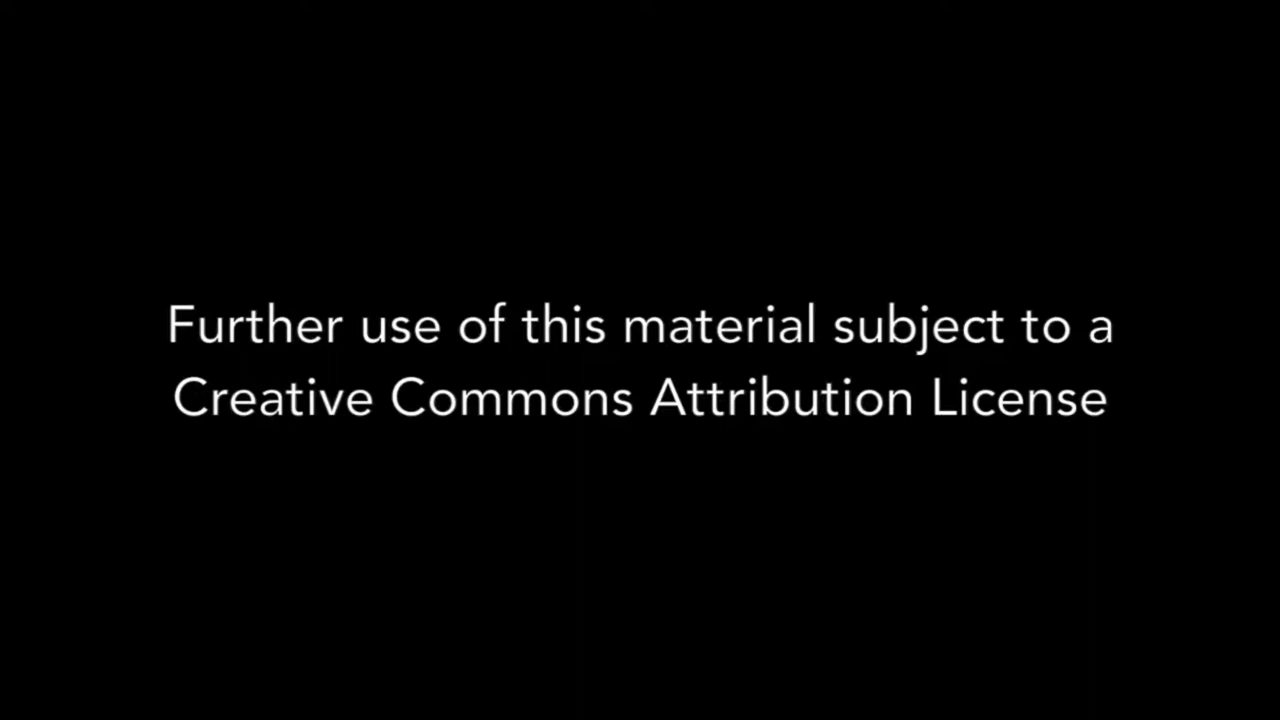 Further use of this material subject to a
Creative Commons Attribution License